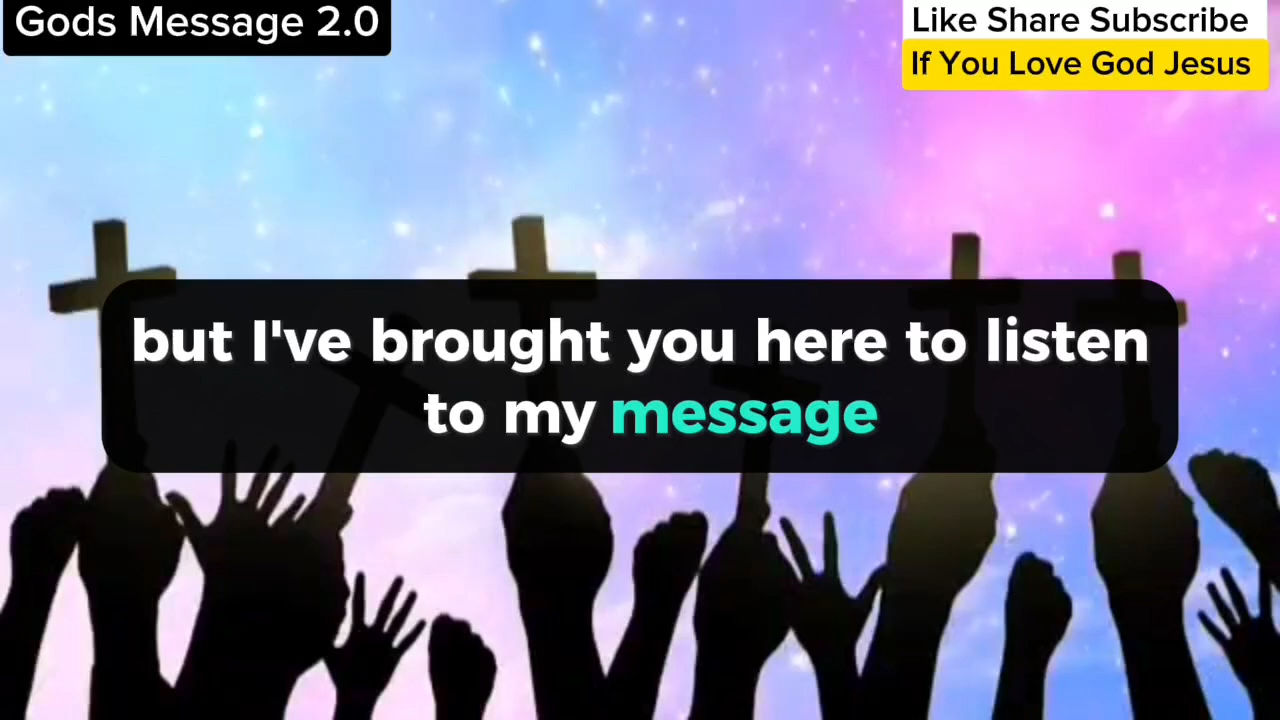 Gods Message 2.0
Like Share Subscribe
If You Love God Jesus
but I've brought you here to listen
to my message